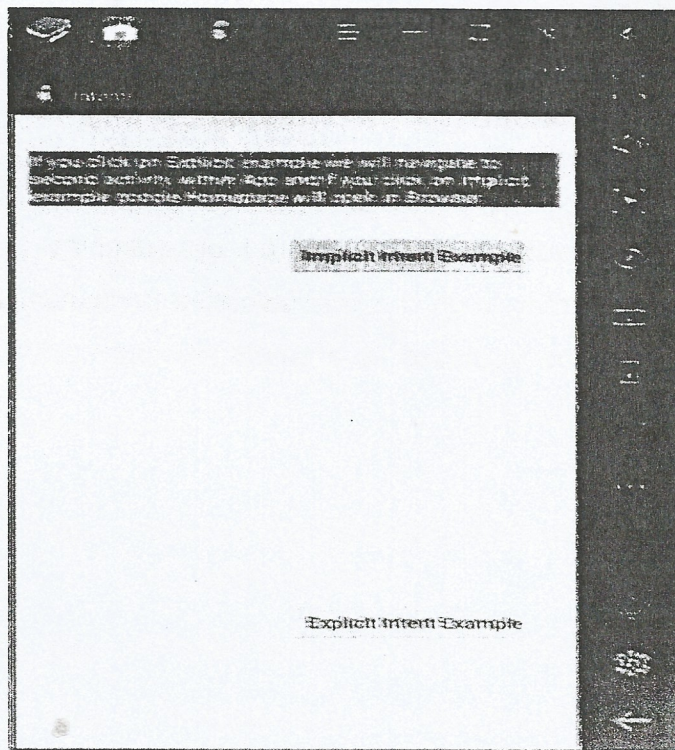 Intents
If you click on Explicit example we will navigate to
second activity within App and if you click on Implicit
example google Homepage will open in Browser
Implicit Intent Example
Explicit Intent Example